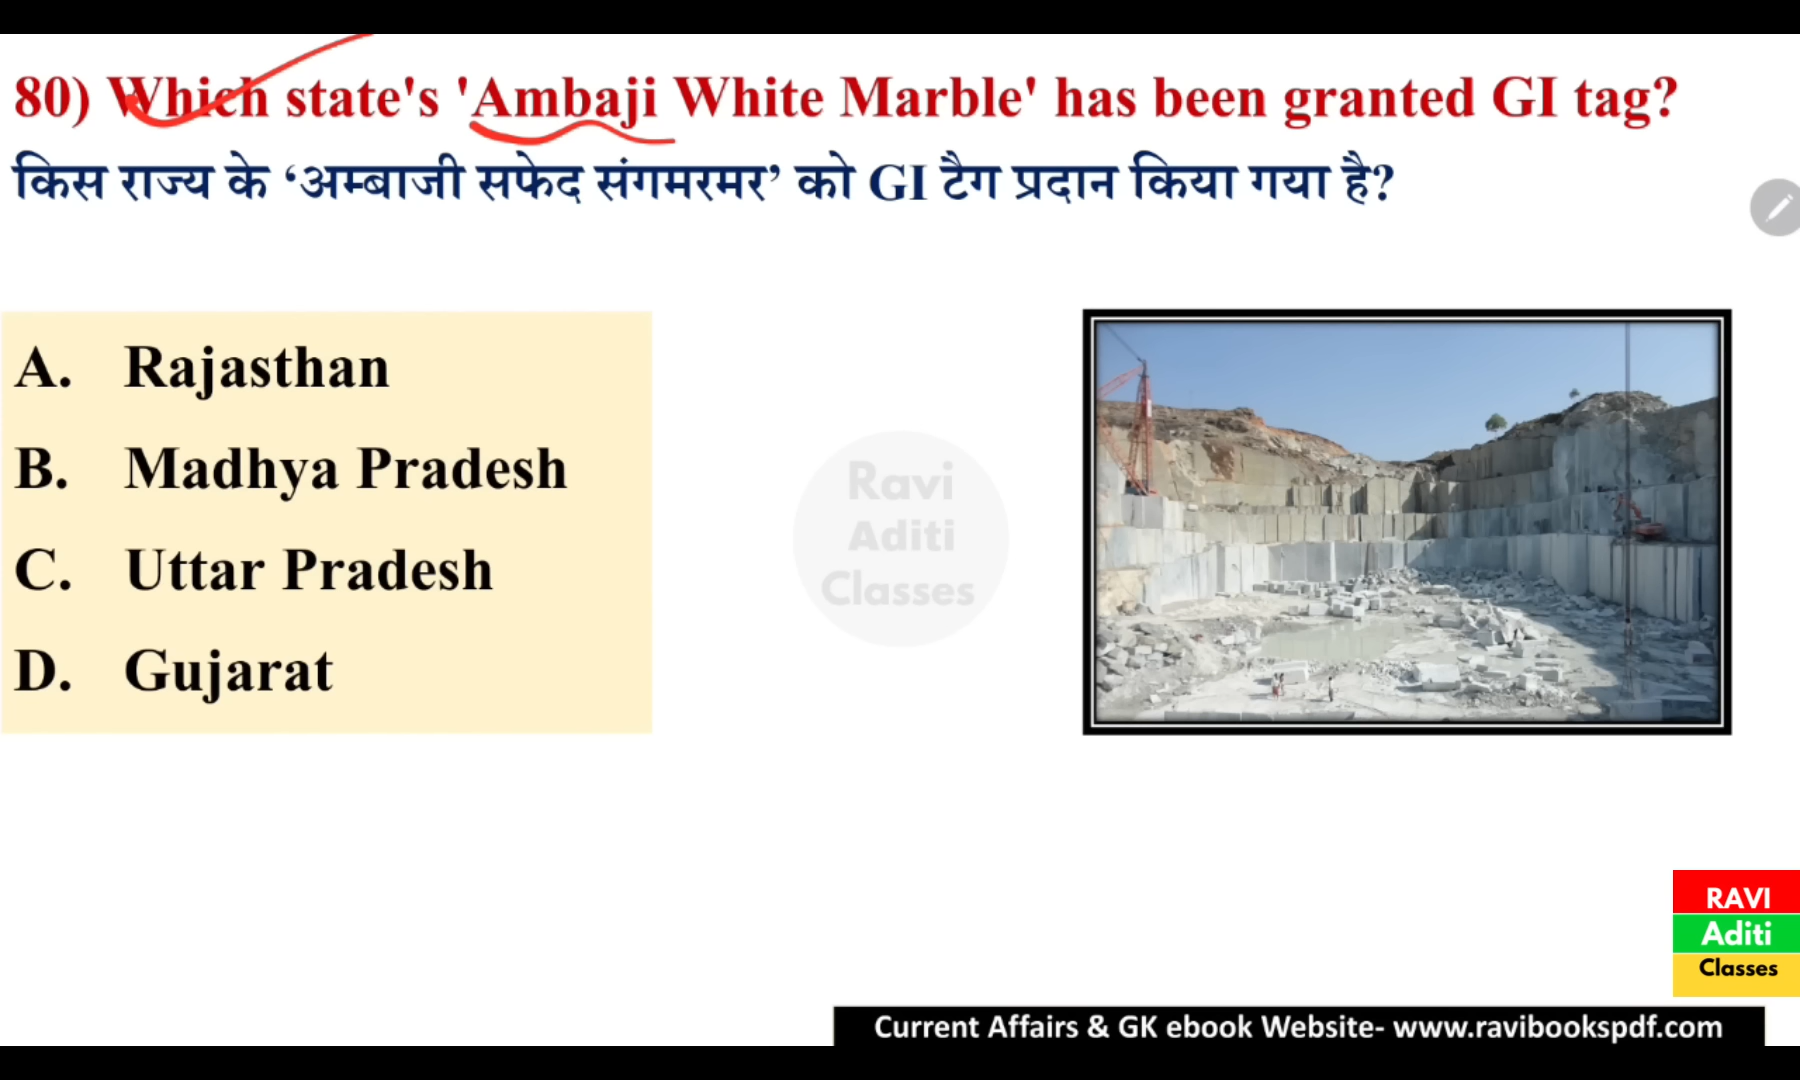 80) Which state's 'Ambaji White Marble' has been granted GI tag?
किस राज्य के ‘अम्बाजी सफेद संगमरमर’ को GI टैग प्रदान किया गया है?
A. Rajasthan
B. Madhya Pradesh
C. Uttar Pradesh
D. Gujarat
Ravi
Aditi
Classes
RAVI
Aditi
Classes
Current Affairs & GK ebook Website- www.ravibookspdf.com